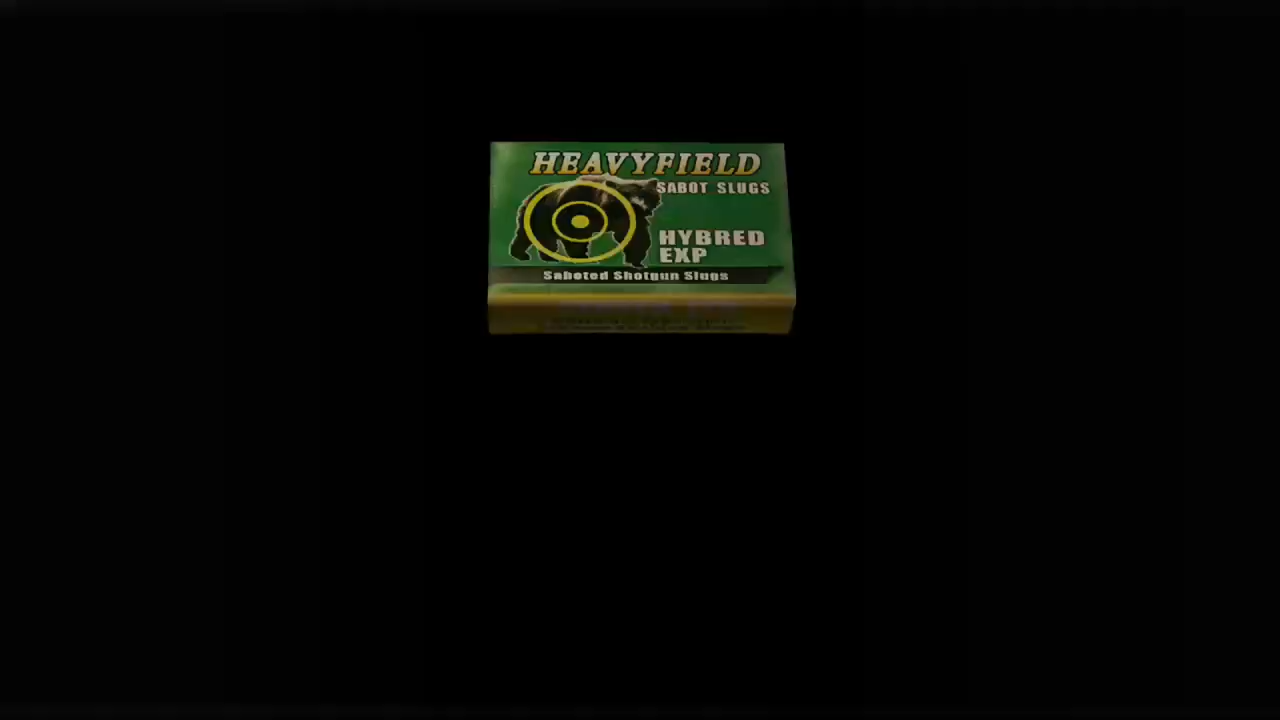 HEAVYFIELD
SABOT SLUGS
HYBRED
EXP
Saboted Shotgun Slugs